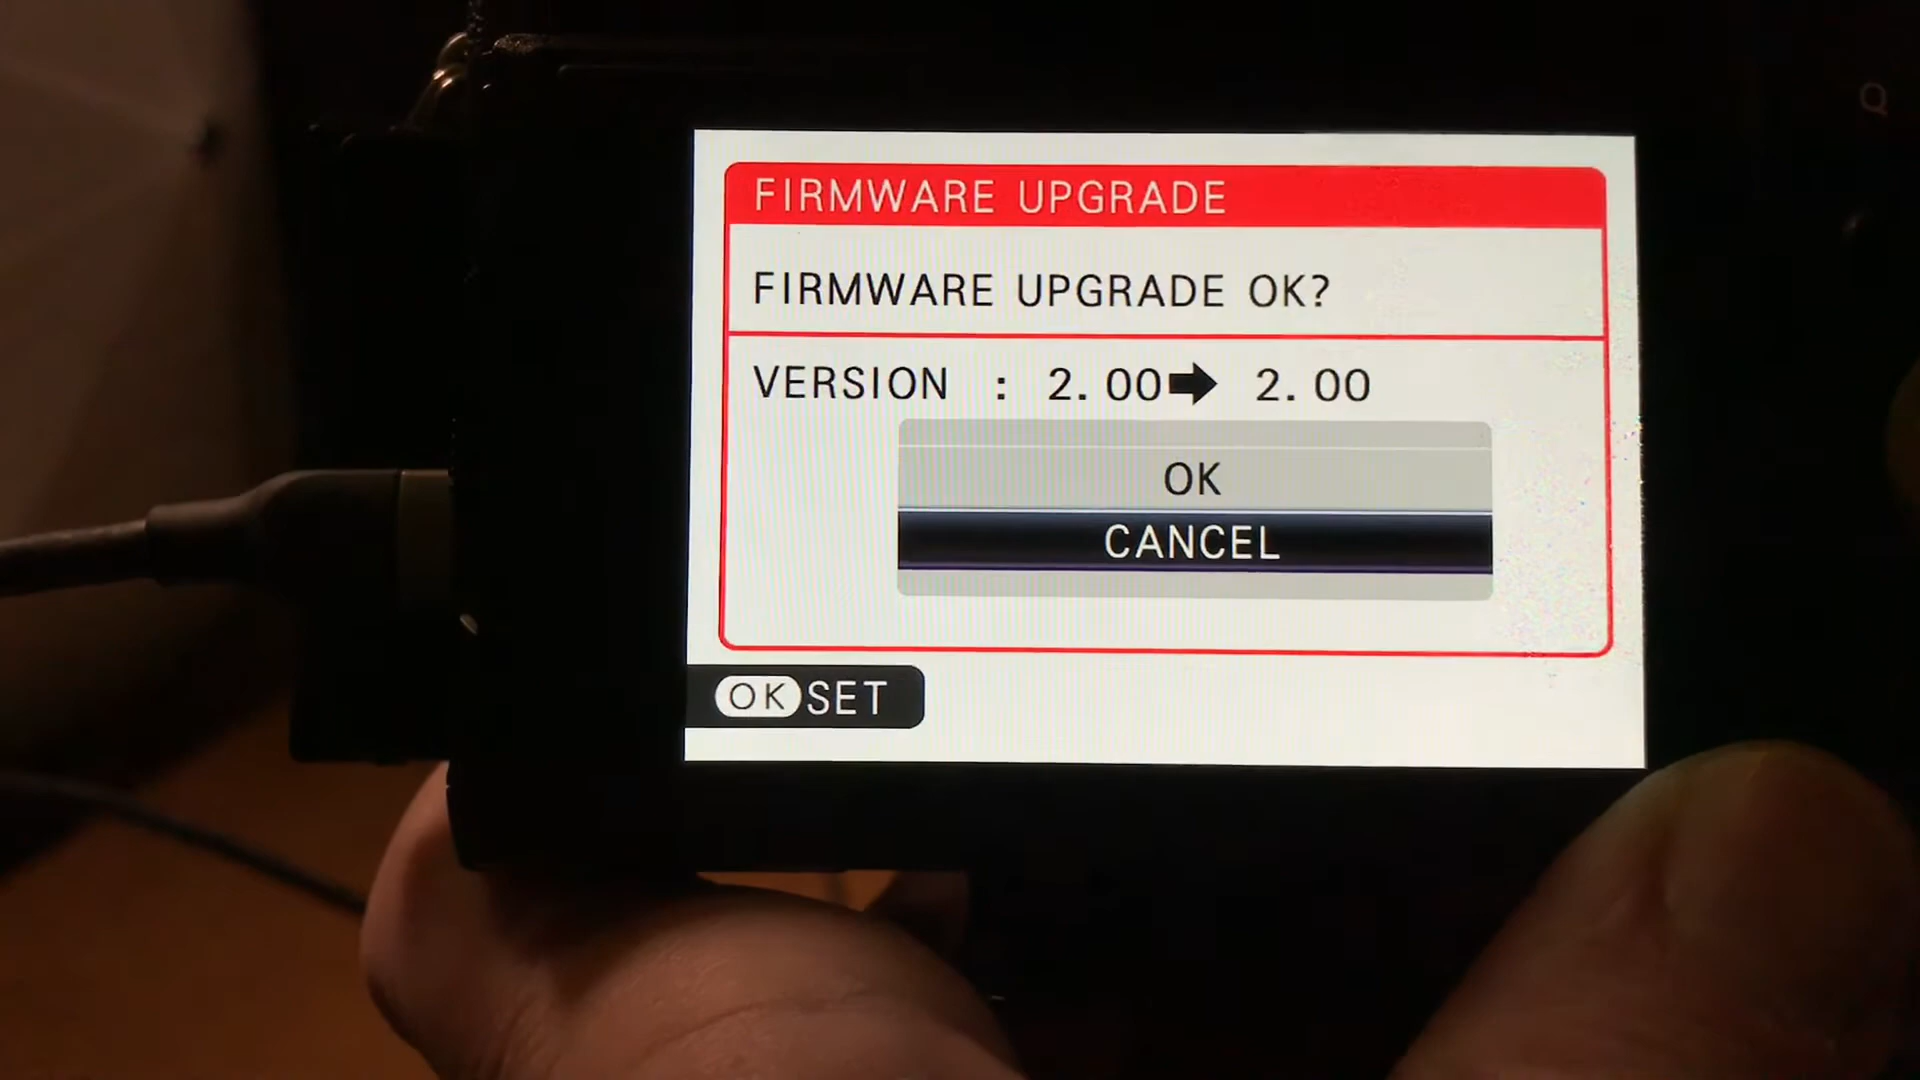 Q
FIRMWARE UPGRADE
FIRMWARE UPGRADE OK?
VERSION : 2.00➡ 2.00
OK
CANCEL
OK SET